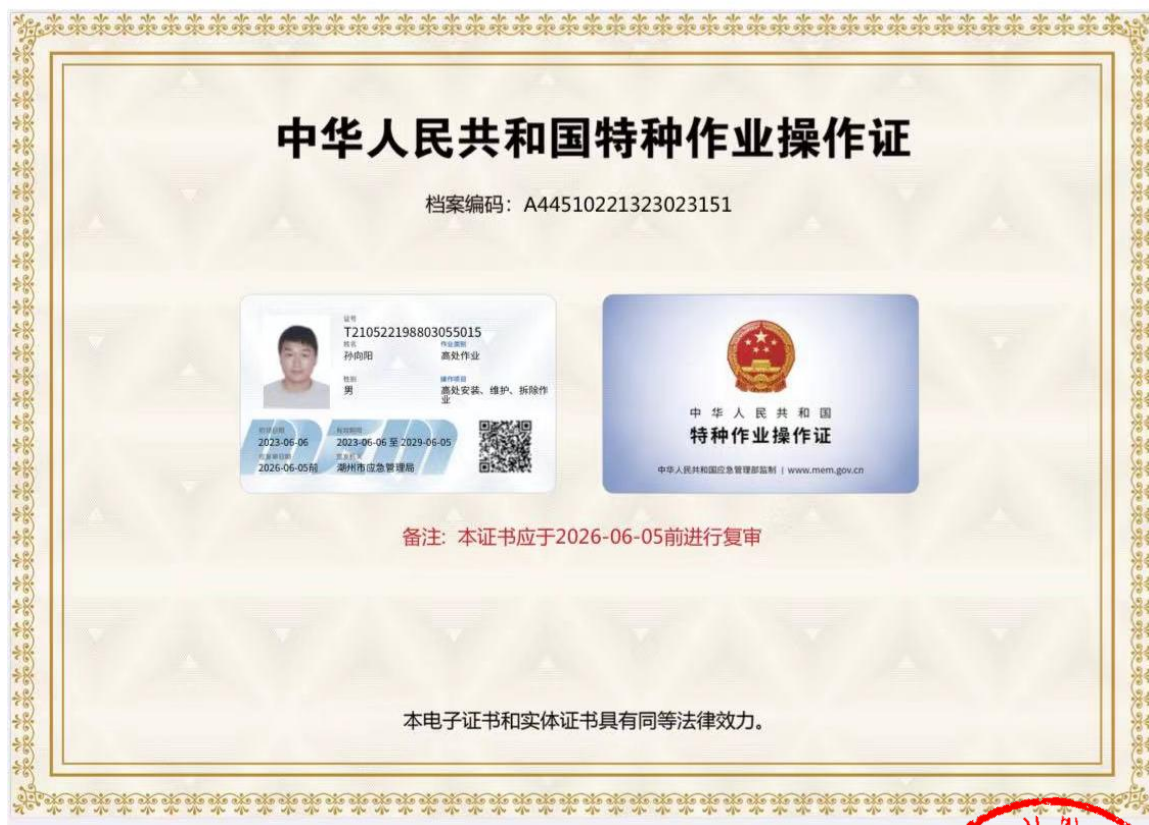 中华人民共和国特种作业操作证
档案编码：A44510221323023151
证号
T210522198803055015
姓名
作业类别
孙向阳
高处作业
性别
操作项目
男
高处安装、维护、拆除作
业
初领日期
有效期限
2023-06-06
2023-06-06 至 2029-06-05
应复审日期
签发机关
2026-06-05前
潮州市应急管理局
中华人民共和国
特种作业操作证
中华人民共和国应急管理部监制 | www.mem.gov.cn
备注: 本证书应于2026-06-05前进行复审
本电子证书和实体证书具有同等法律效力。